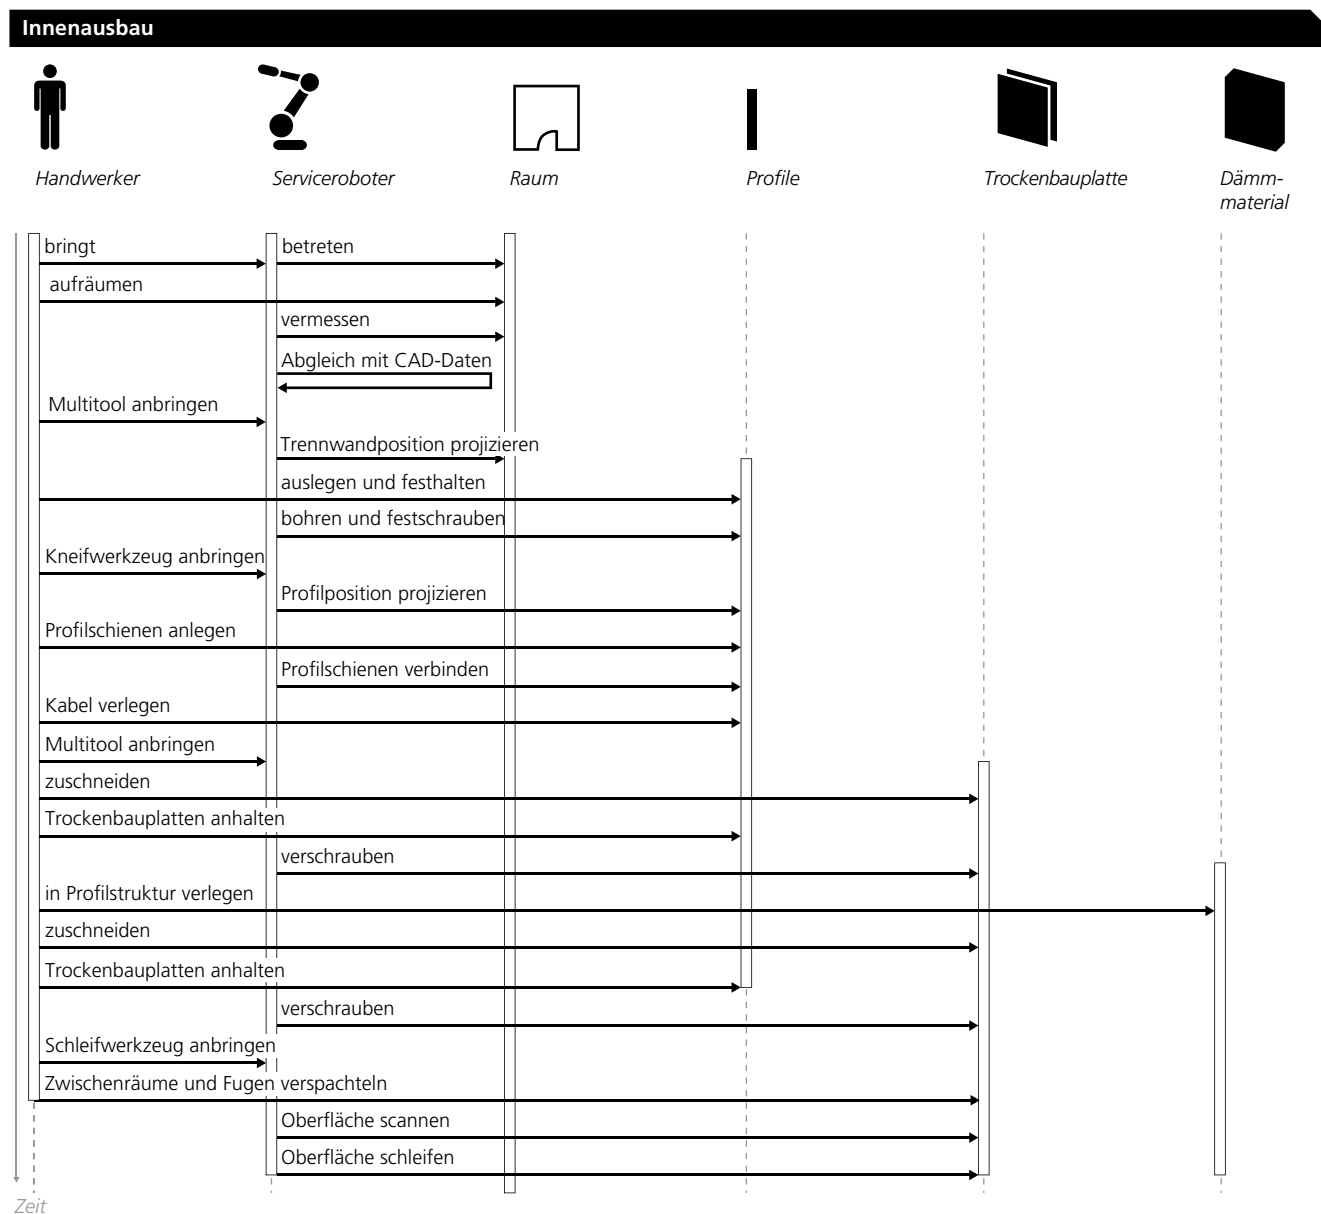 Innenausbau
Handwerker
Serviceroboter
Raum
Profile
Trockenbauplatte
Dämm-
material
bringt
betreten
aufräumen
vermessen
Abgleich mit CAD-Daten
Multitool anbringen
Trennwandposition projizieren
auslegen und festhalten
bohren und festschrauben
Kneifwerkzeug anbringen
Profilposition projizieren
Profilschienen anlegen
Profilschienen verbinden
Kabel verlegen
Multitool anbringen
zuschneiden
Trockenbauplatten anhalten
verschrauben
in Profilstruktur verlegen
zuschneiden
Trockenbauplatten anhalten
verschrauben
Schleifwerkzeug anbringen
Zwischenräume und Fugen verspachteln
Oberfläche scannen
Oberfläche schleifen
Zeit